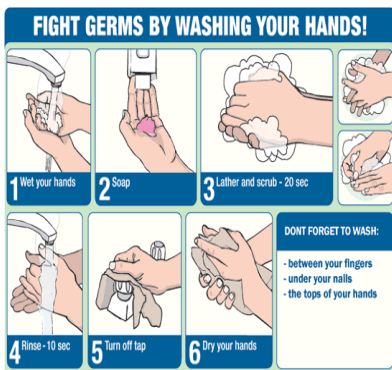 FIGHT GERMS BY WASHING YOUR HANDS!
1 Wet your hands
2 Soap
3 Lather and scrub - 20 sec
4 Rinse - 10 sec
5 Turn off tap
6 Dry your hands
DONT FORGET TO WASH:
- between your fingers
- under your nails
- the tops of your hands